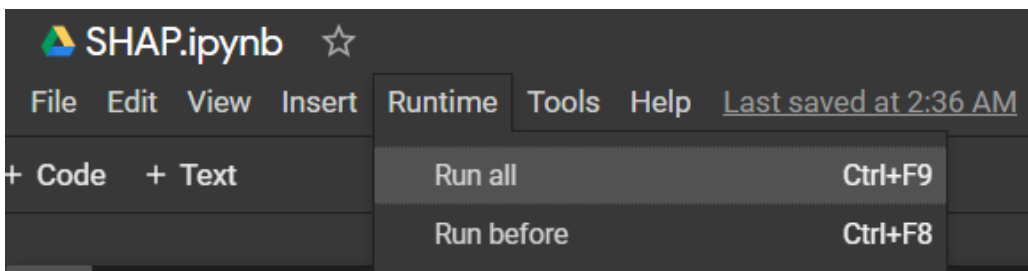 SHAP.ipynb
File Edit View Insert Runtime Tools Help Last saved at 2:36 AM
+ Code + Text
Run all Ctrl+F9
Run before Ctrl+F8